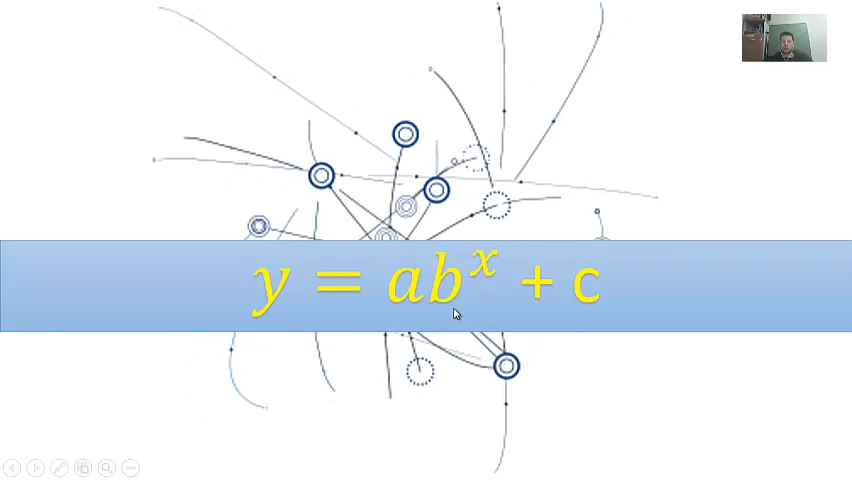 y = ab^x + c